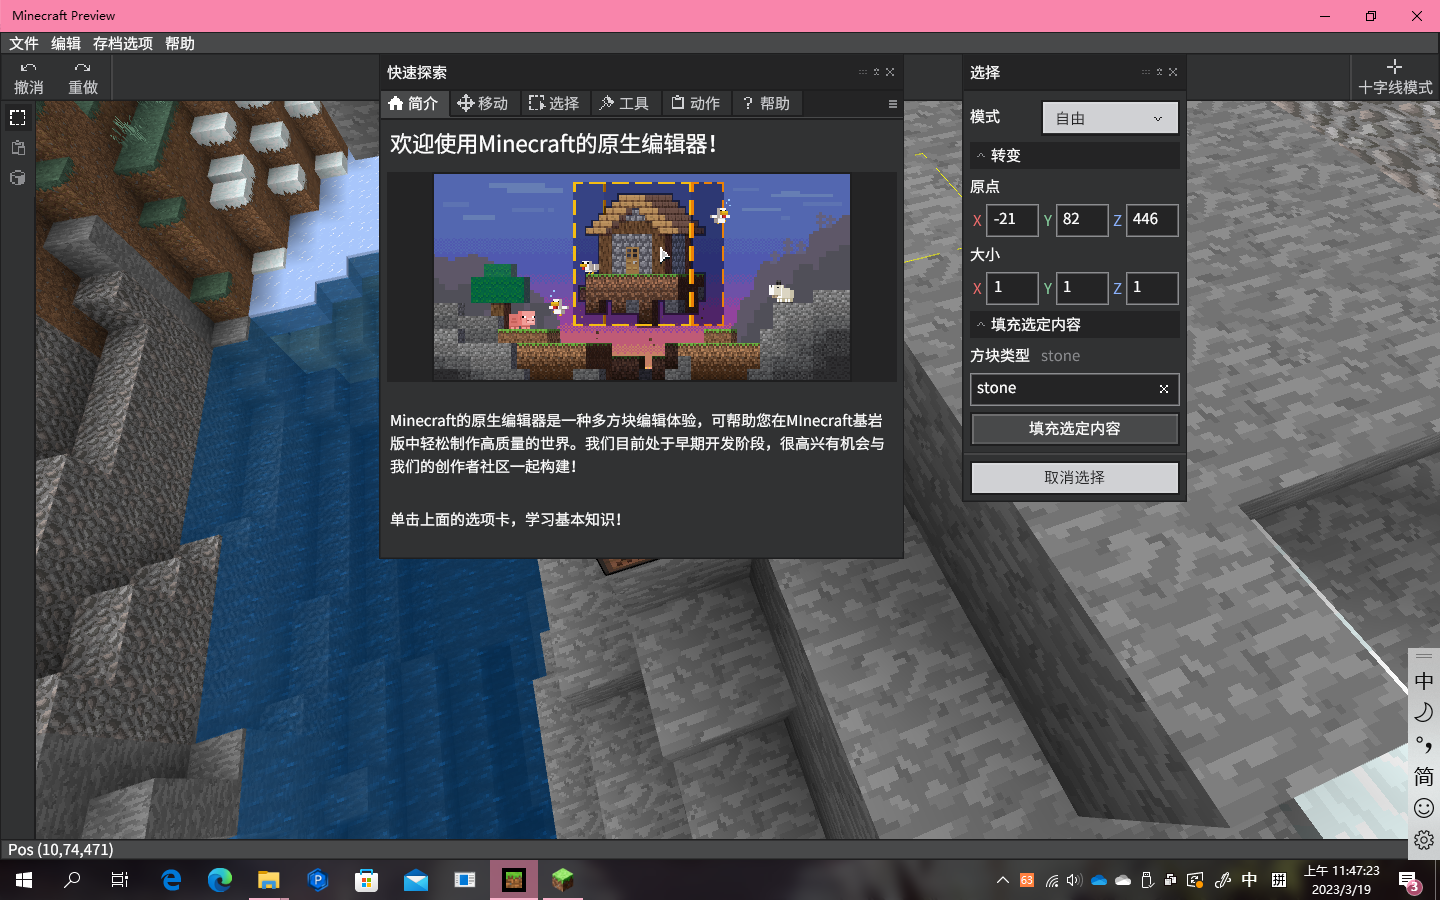 Minecraft Preview
文件 编辑 存档选项 帮助
撤消 重做
十字线模式
快速探索
简介 移动 选择 工具 动作 ? 帮助
欢迎使用Minecraft的原生编辑器！
Minecraft的原生编辑器是一种多方块编辑体验，可帮助您在MInecraft基岩
版中轻松制作高质量的世界。我们目前处于早期开发阶段，很高兴有机会与
我们的创作者社区一起构建！
单击上面的选项卡，学习基本知识！
选择
模式 自由
转变
原点
X -21 Y 82 Z 446
大小
X 1 Y 1 Z 1
填充选定内容
方块类型 stone
stone
填充选定内容
取消选择
中
简
Pos (10,74,471)
63
中
拼
上午 11:47:23
2023/3/19
3